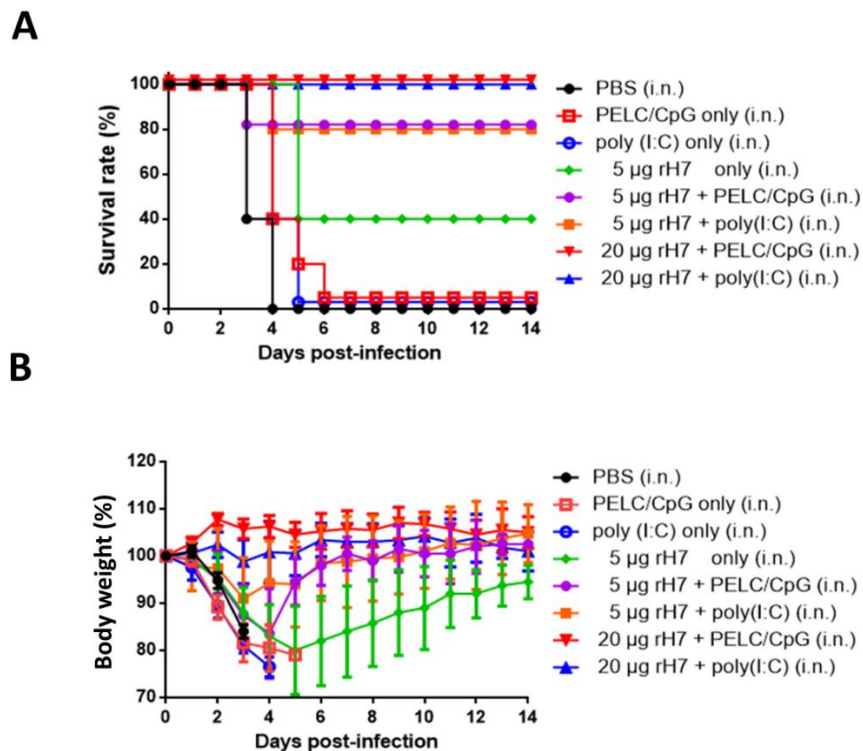 A
Survival rate (%)
100
80
60
40
20
0
0 2 4 6 8 10 12 14
Days post-infection
PBS (i.n.)
PELC/CpG only (i.n.)
poly (I:C) only (i.n.)
5 µg rH7 only (i.n.)
5 µg rH7 + PELC/CpG (i.n.)
5 µg rH7 + poly(I:C) (i.n.)
20 µg rH7 + PELC/CpG (i.n.)
20 µg rH7 + poly(I:C) (i.n.)
B
Body weight (%)
120
110
100
90
80
70
0 2 4 6 8 10 12 14
Days post-infection
PBS (i.n.)
PELC/CpG only (i.n.)
poly (I:C) only (i.n.)
5 µg rH7 only (i.n.)
5 µg rH7 + PELC/CpG (i.n.)
5 µg rH7 + poly(I:C) (i.n.)
20 µg rH7 + PELC/CpG (i.n.)
20 µg rH7 + poly(I:C) (i.n.)